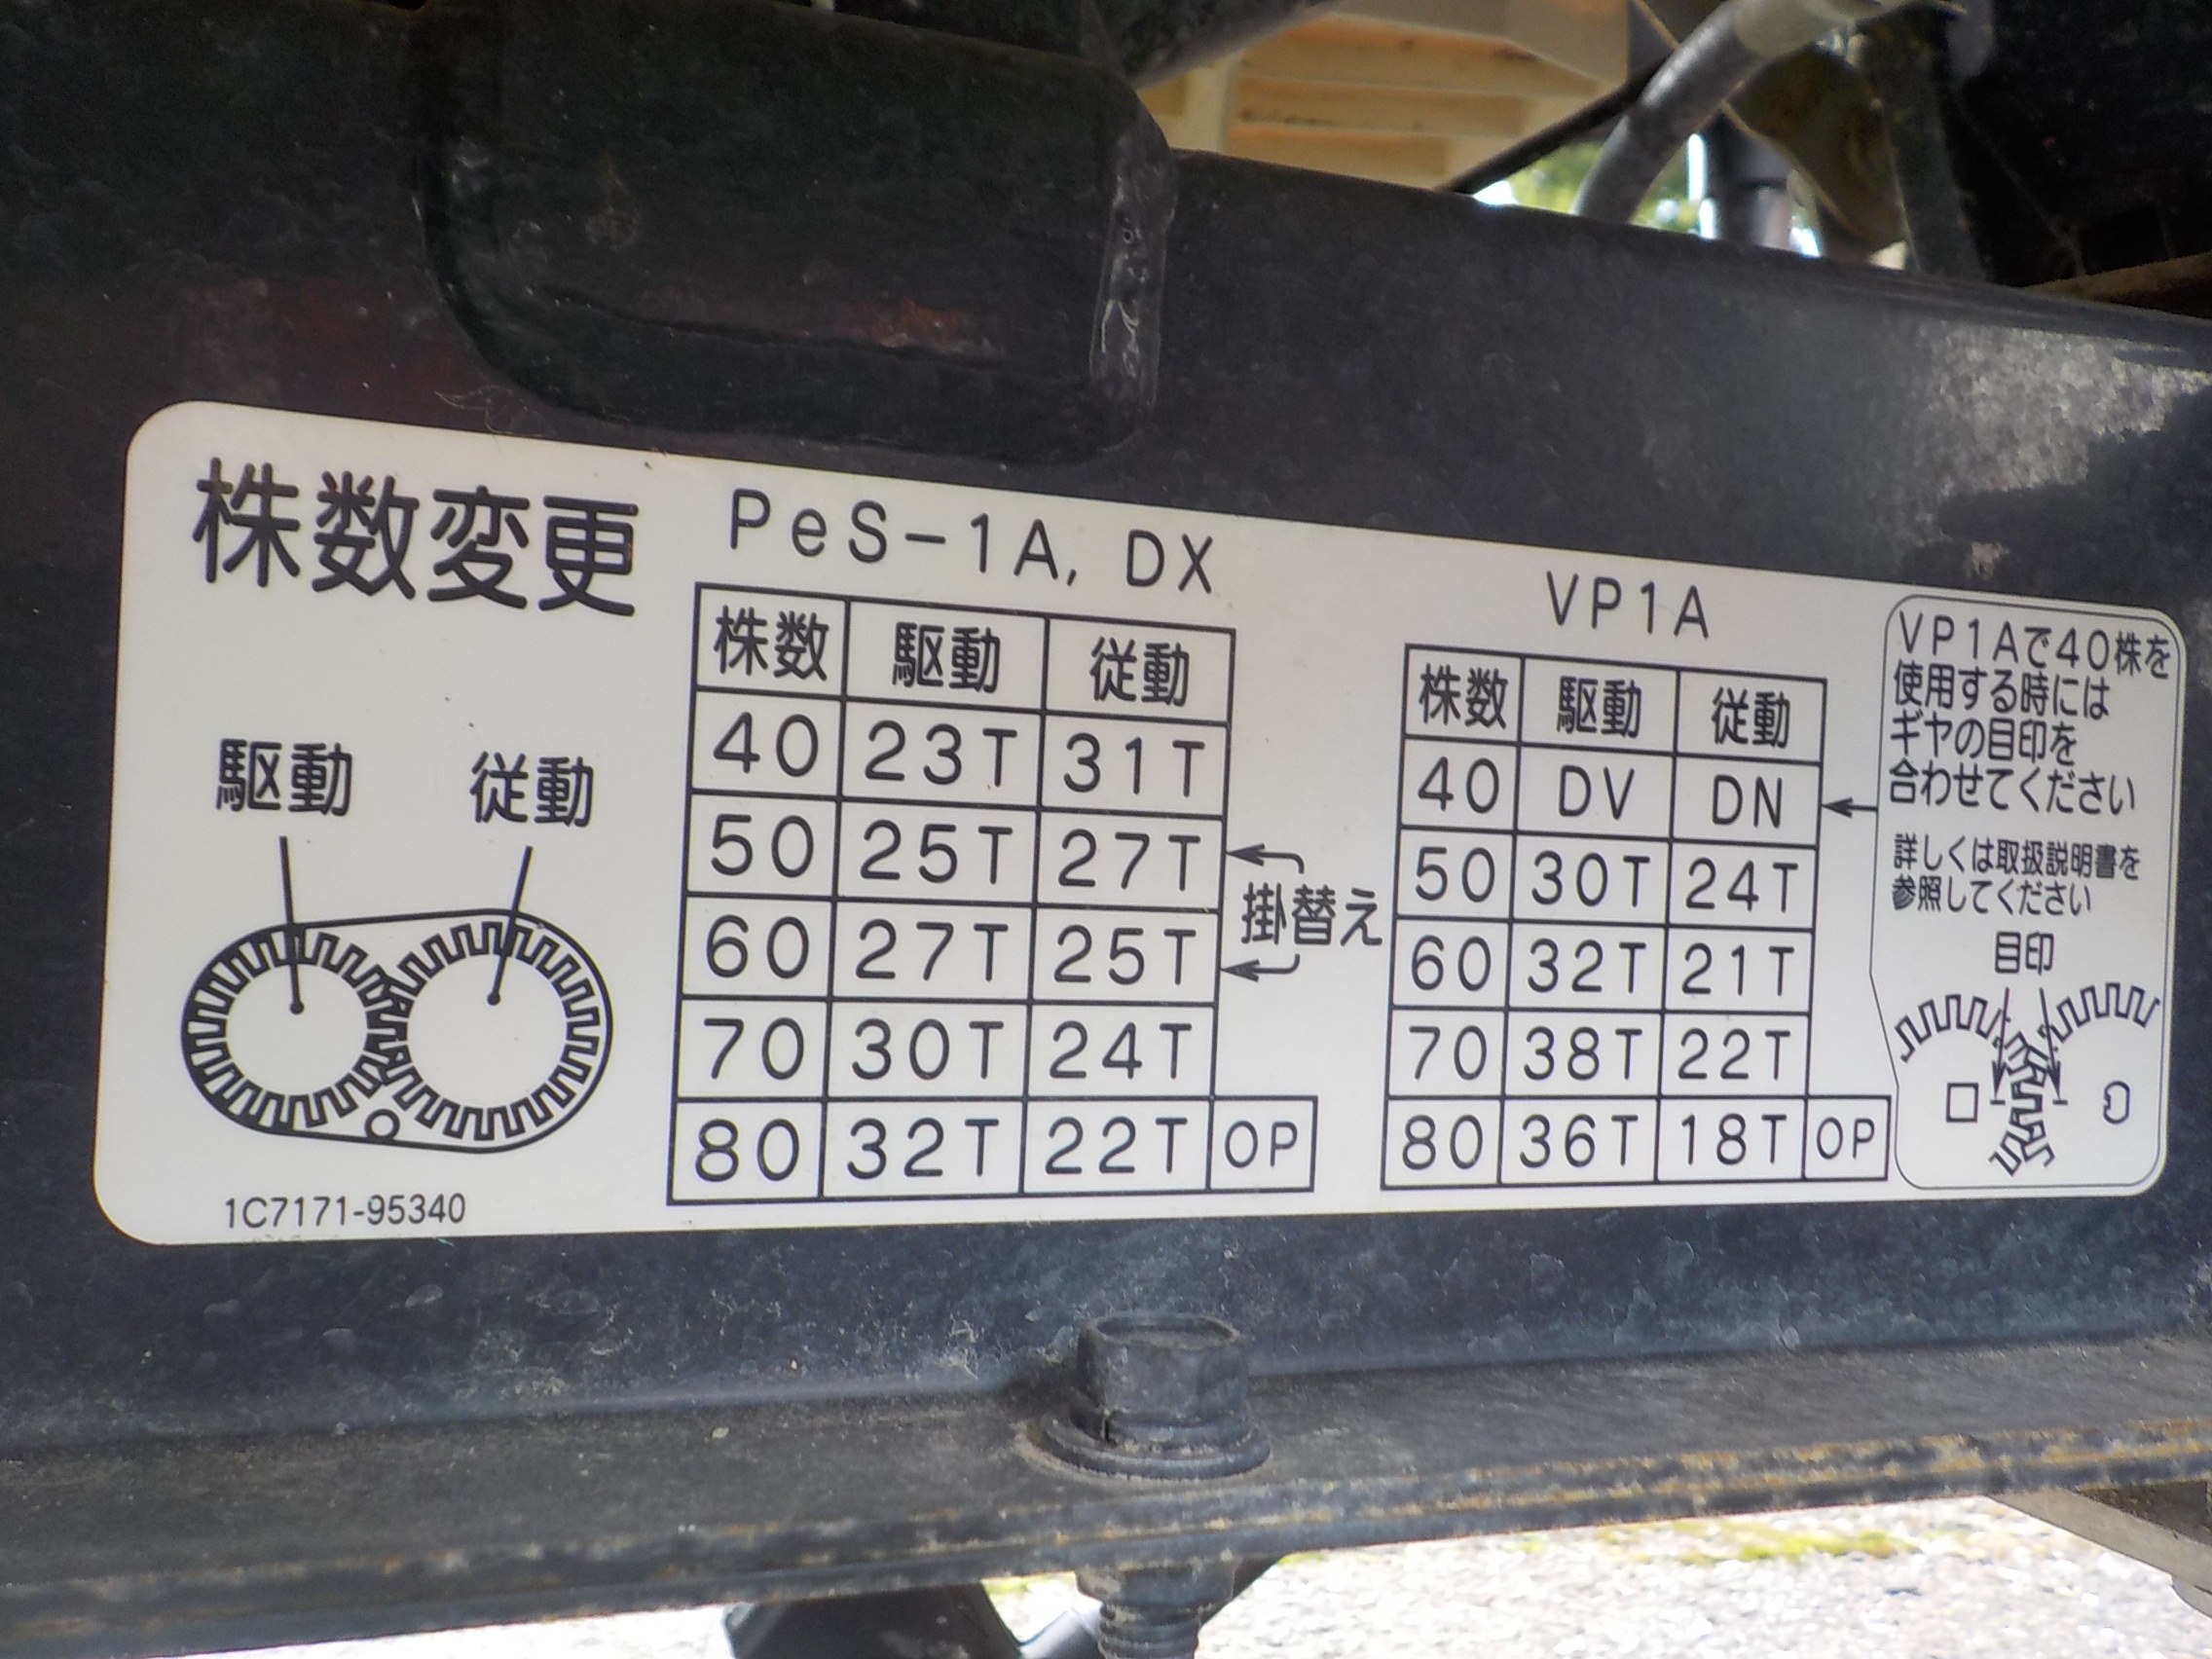 株数変更
駆動 従動
1C7171-95340
PeS-1A, DX
株数 駆動 従動
40 23T 31T
50 25T 27T
60 27T 25T
70 30T 24T
80 32T 22T OP
掛替え
VP1A
株数 駆動 従動
40 DV DN
50 30T 24T
60 32T 21T
70 38T 22T
80 36T 18T OP
VP1Aで40株を
使用する時には
ギヤの目印を
合わせてください
詳しくは取扱説明書を
参照してください
目印